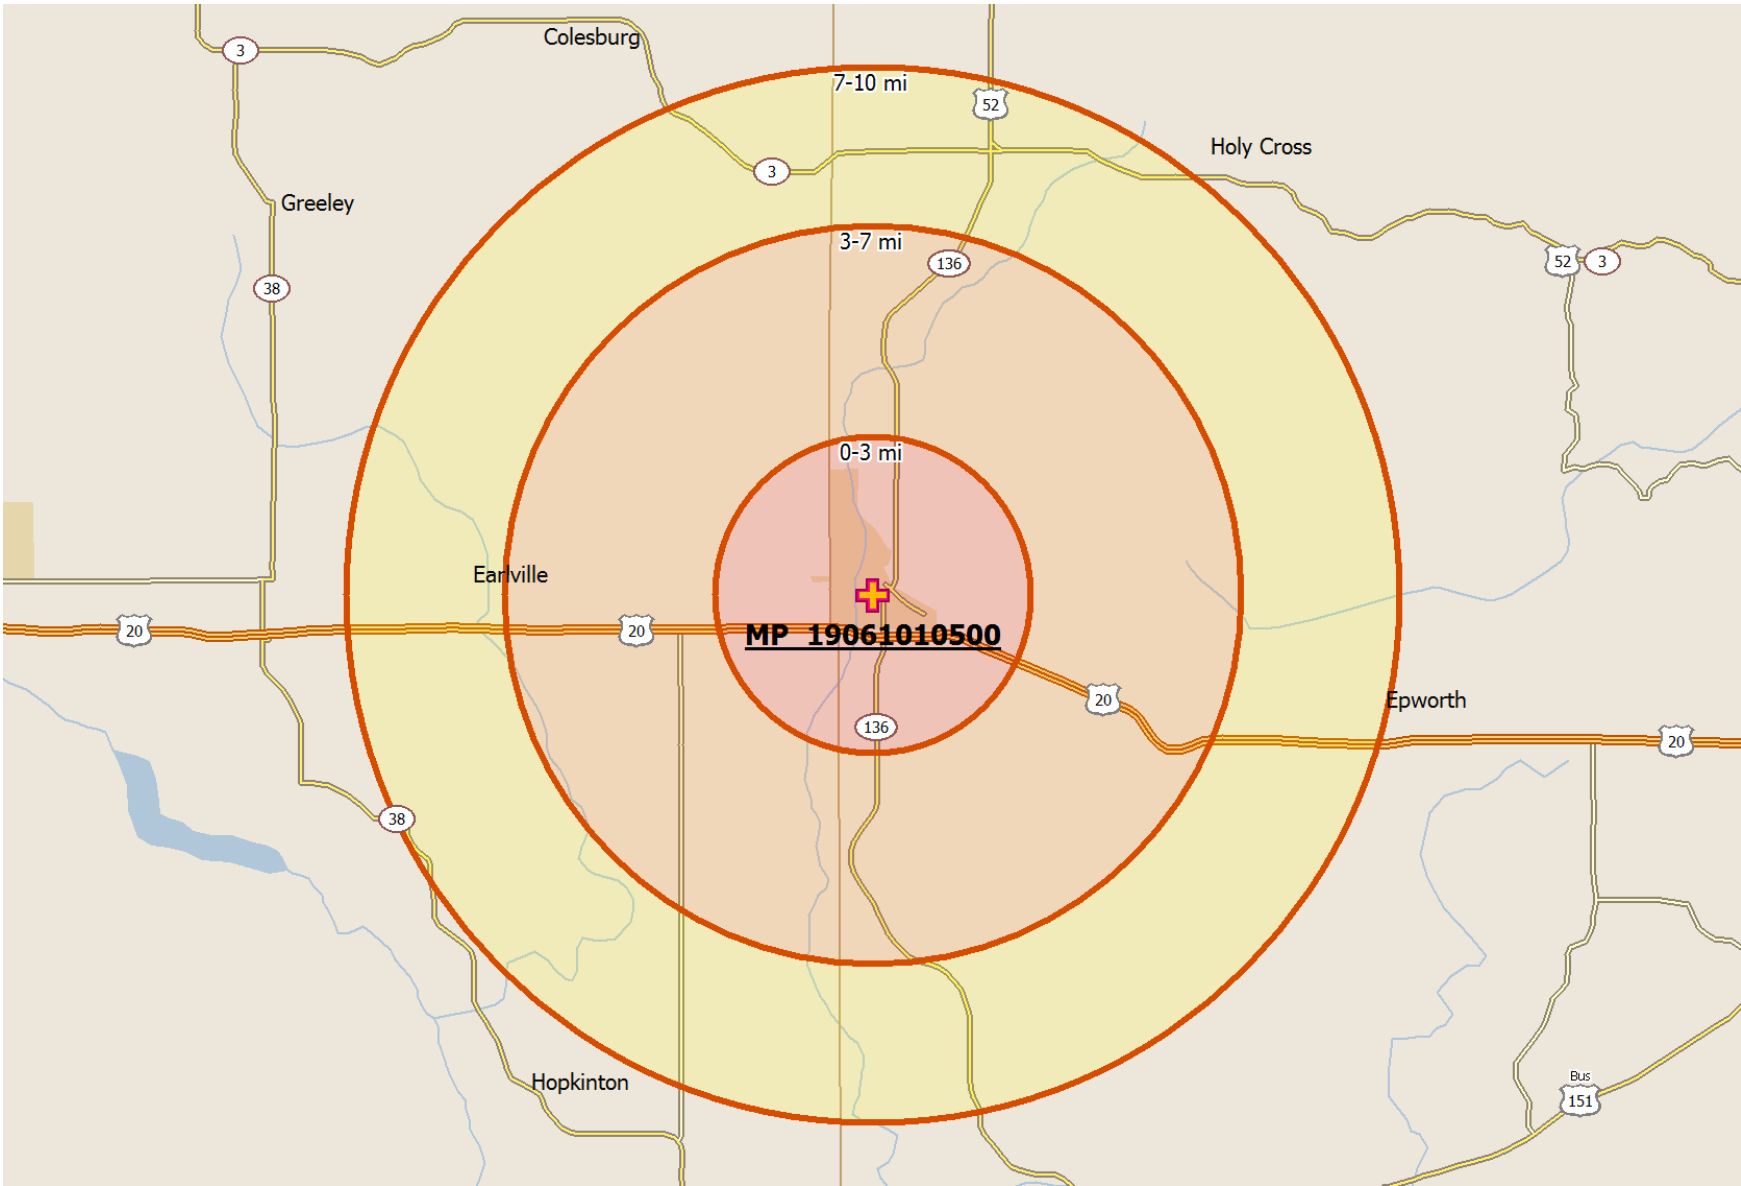 Colesburg
3
7-10 mi
52
Holy Cross
3
Greeley
3-7 mi
136
52
3
38
0-3 mi
Earlville
20
20
MP 19061010500
20
Epworth
136
20
38
Hopkinton
Bus
151